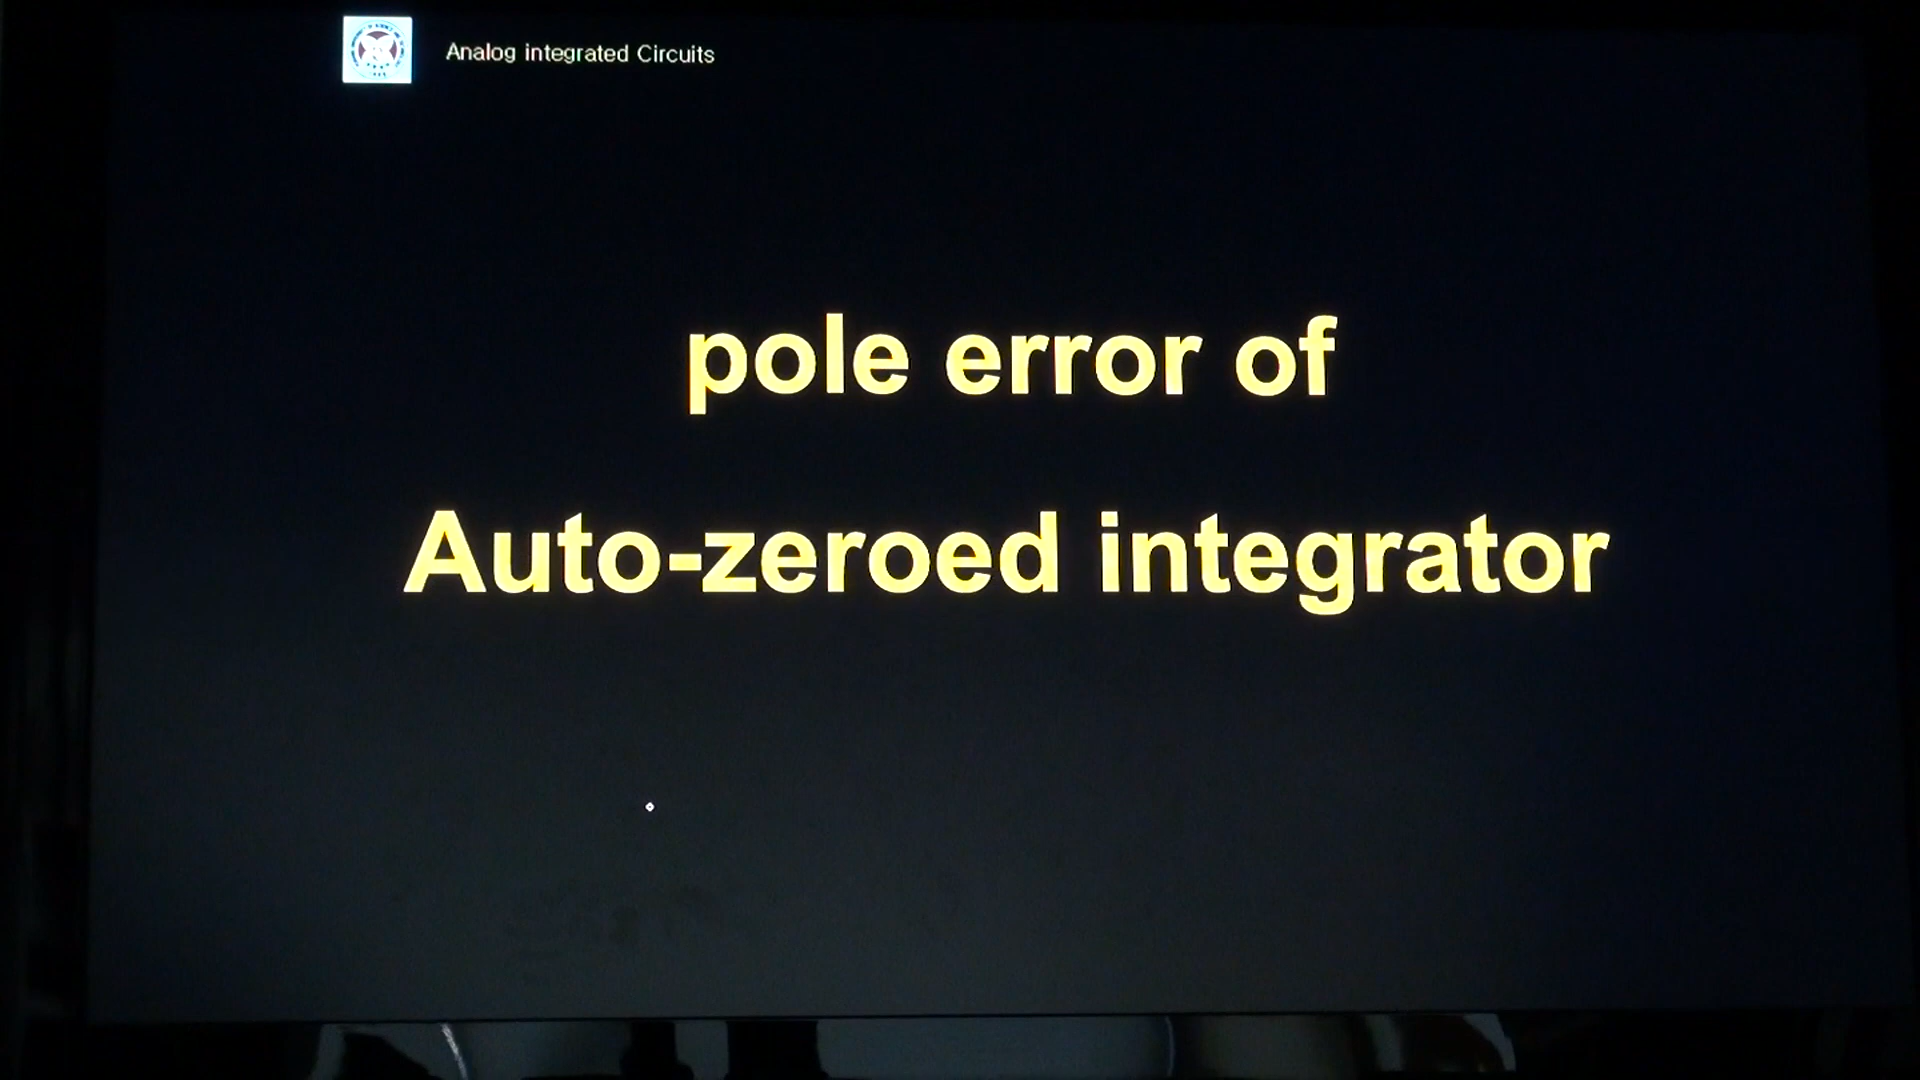 Analog integrated Circuits
pole error of
Auto-zeroed integrator